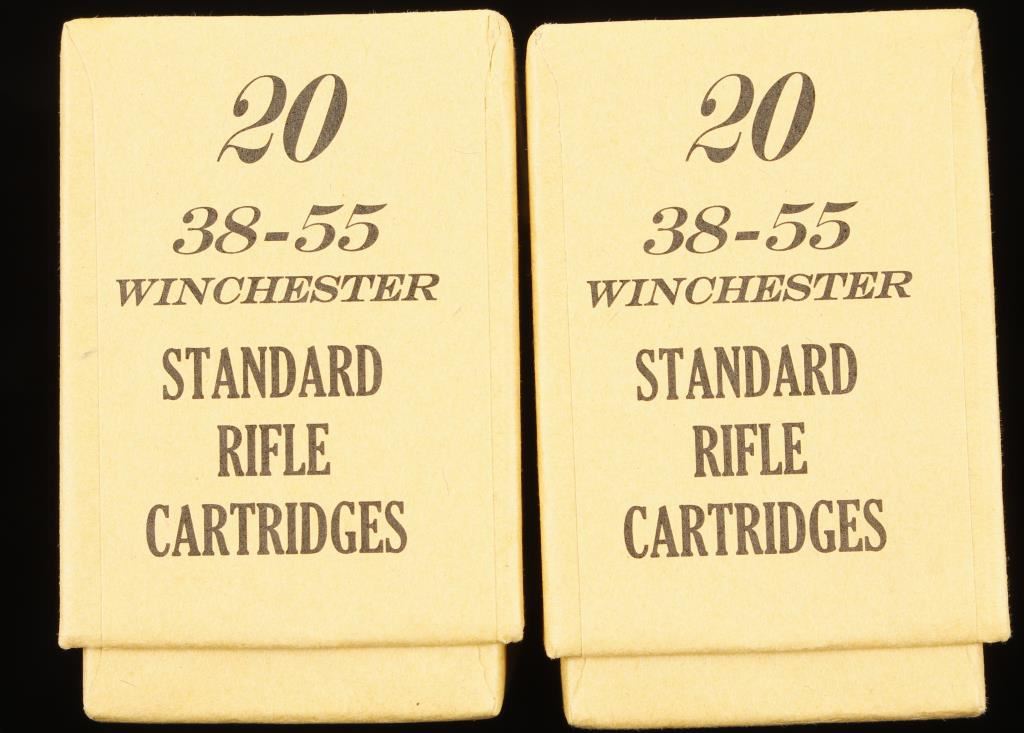 20
38-55
WINCHESTER
STANDARD
RIFLE
CARTRIDGES
20
38-55
WINCHESTER
STANDARD
RIFLE
CARTRIDGES